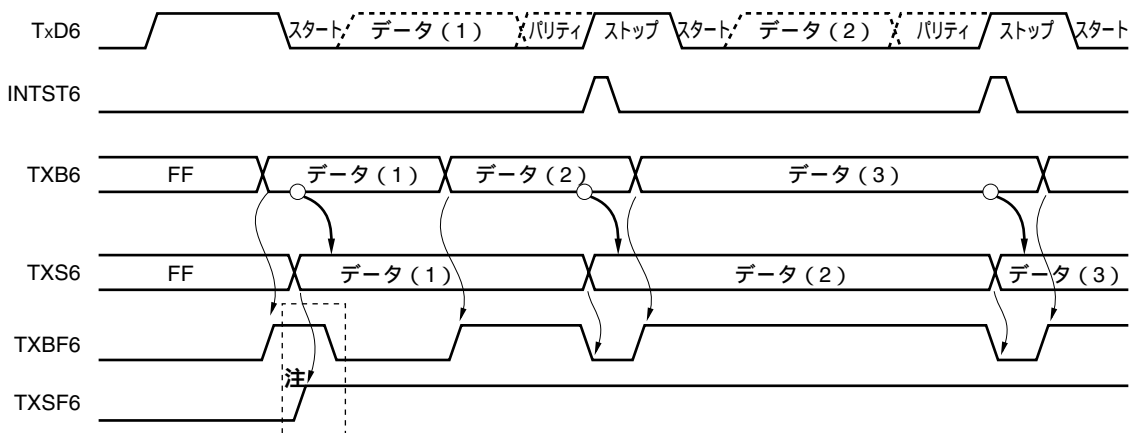 TxD6 スタート データ（1） パリティ ストップ スタート データ（2） パリティ ストップ スタート
INTST6
TXB6 FF データ（1） データ（2） データ（3）
TXS6 FF データ（1） データ（2） データ（3）
TXBF6
注
TXSF6